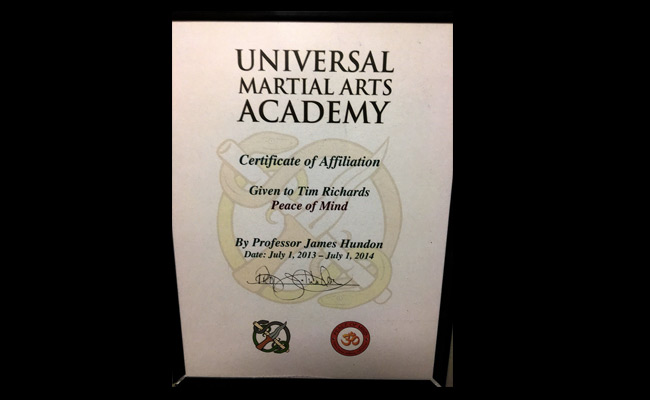 UNIVERSAL
MARTIAL ARTS
ACADEMY
Certificate of Affiliation
Given to Tim Richards
Peace of Mind
By Professor James Hundon
Date: July 1, 2013 – July 1, 2014
ॐ